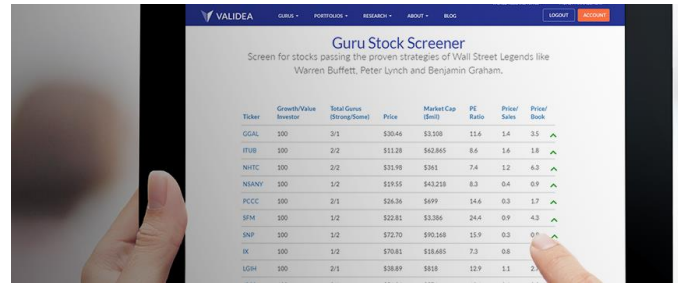 VALIDEA GURUS PORTFOLIOS RESEARCH ABOUT BLOG LOGOUT ACCOUNT
Guru Stock Screener
Screen for stocks passing the proven strategies of Wall Street Legends like
Warren Buffett, Peter Lynch and Benjamin Graham.
Growth/Value Total Gurus Market Cap PE Price/ Price/
Ticker Investor (Strong/Some) Price ($mil) Ratio Sales Book
GGAL 100 3/1 $30.46 $3,108 11.6 1.4 3.5
ITUB 100 2/2 $11.28 $62,865 8.6 1.6 1.8
NHTC 100 2/2 $31.98 $361 7.4 1.2 6.3
NSANY 100 1/2 $19.55 $43,218 8.3 0.4 0.9
PCCC 100 2/1 $26.36 $699 14.6 0.3 1.7
SFM 100 1/2 $22.81 $3,386 24.4 0.9 4.3
SNP 100 1/2 $72.70 $90,168 15.9 0.3
IX 100 1/2 $70.81 $18,685 7.3 0.6
LGIH 100 2/1 $38.89 $818 12.9 1.1